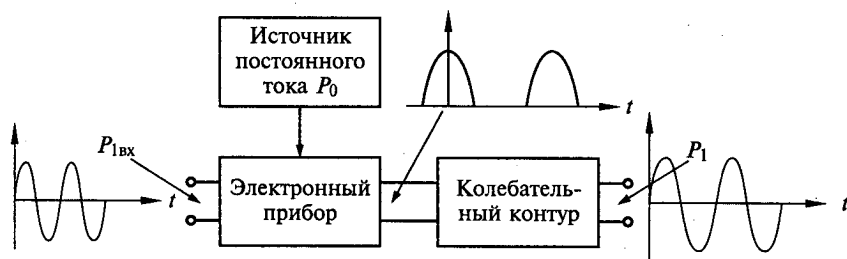 Источник
постоянного
тока P₀
t
P₁вх
t
Электронный
прибор
Колебатель-
ный контур
P₁
t